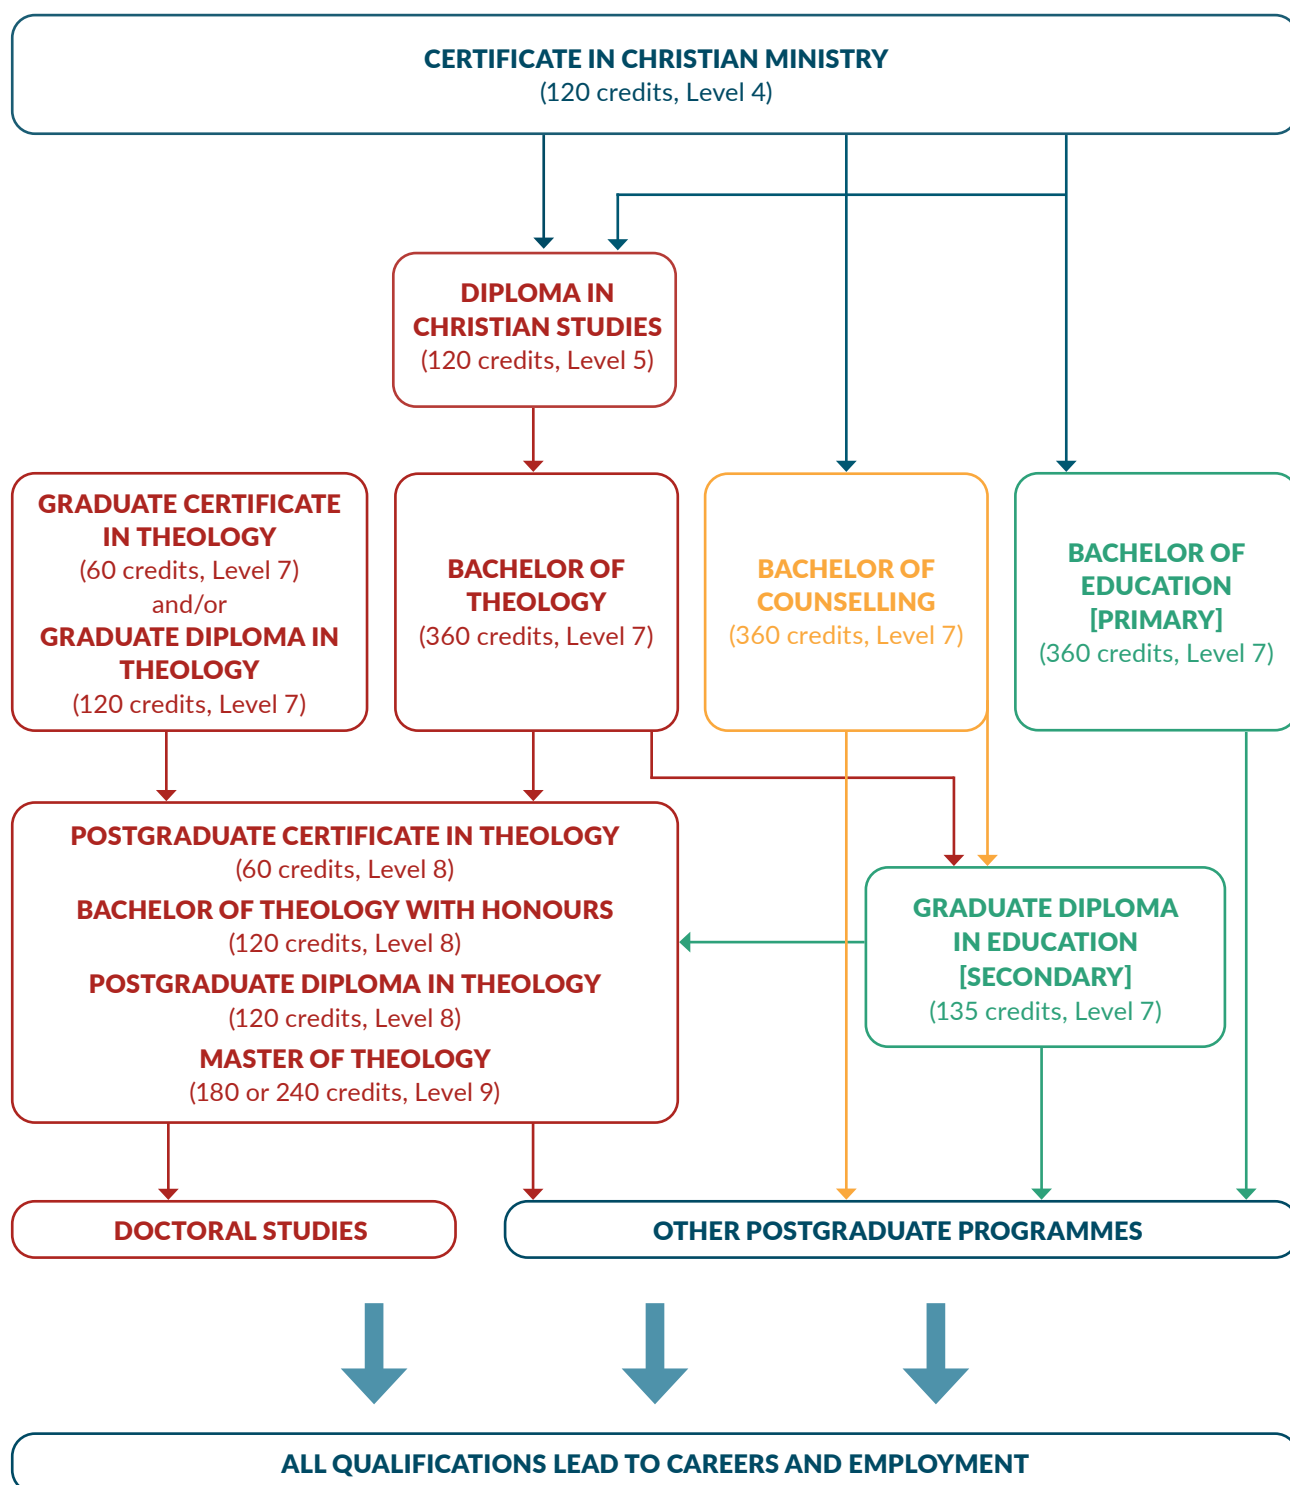 CERTIFICATE IN CHRISTIAN MINISTRY
(120 credits, Level 4)
DIPLOMA IN
CHRISTIAN STUDIES
(120 credits, Level 5)
GRADUATE CERTIFICATE
IN THEOLOGY
(60 credits, Level 7)
and/or
GRADUATE DIPLOMA IN
THEOLOGY
(120 credits, Level 7)
BACHELOR OF
THEOLOGY
(360 credits, Level 7)
BACHELOR OF
COUNSELLING
(360 credits, Level 7)
BACHELOR OF
EDUCATION
[PRIMARY]
(360 credits, Level 7)
POSTGRADUATE CERTIFICATE IN THEOLOGY
(60 credits, Level 8)
BACHELOR OF THEOLOGY WITH HONOURS
(120 credits, Level 8)
POSTGRADUATE DIPLOMA IN THEOLOGY
(120 credits, Level 8)
MASTER OF THEOLOGY
(180 or 240 credits, Level 9)
GRADUATE DIPLOMA
IN EDUCATION
[SECONDARY]
(135 credits, Level 7)
DOCTORAL STUDIES
OTHER POSTGRADUATE PROGRAMMES
ALL QUALIFICATIONS LEAD TO CAREERS AND EMPLOYMENT